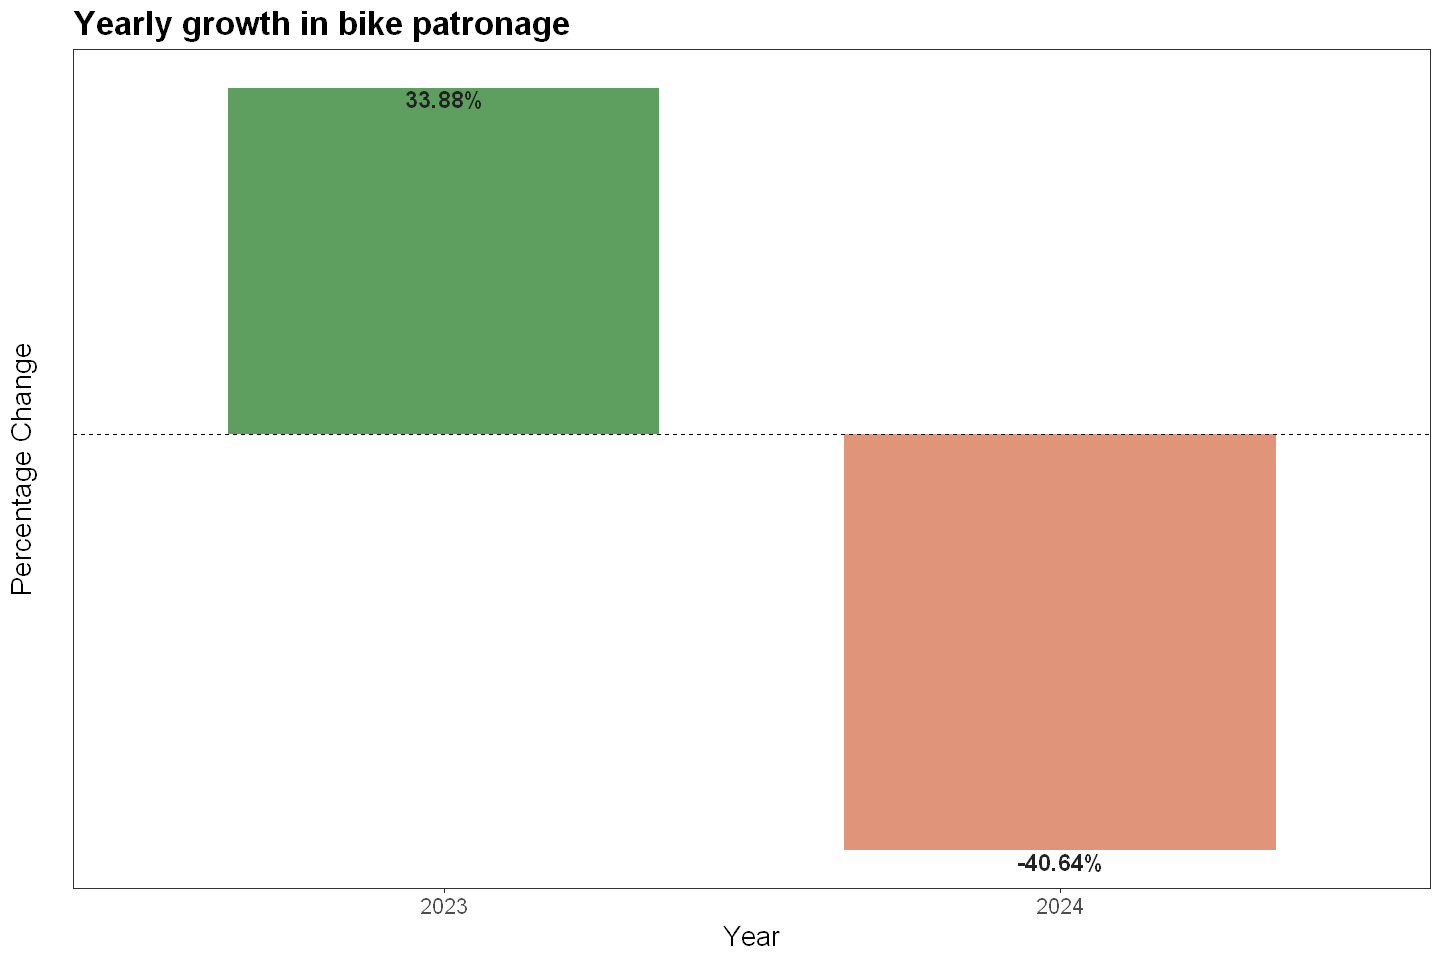 Yearly growth in bike patronage
33.88%
Percentage Change
-40.64%
2023
2024
Year